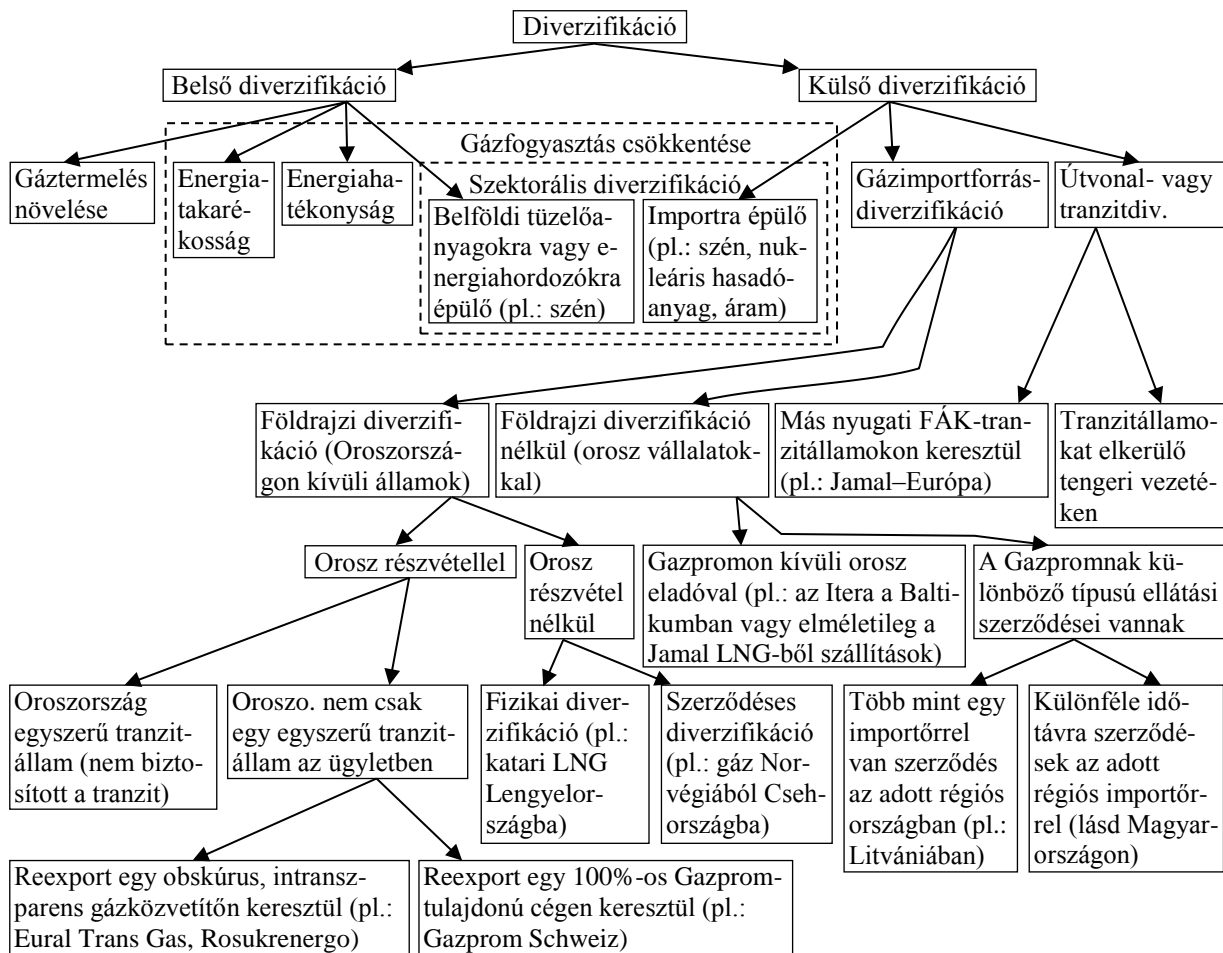 Diverzifikáció
Belső diverzifikáció
Külső diverzifikáció
Gázfogyasztás csökkentése
Gáztermelés
növelése
Energia-
takaré-
kosság
Energiaha-
tékonyság
Szektorális diverzifikáció
Belföldi tüzelőa-
nyagokra vagy e-
nergiahordozókra
épülő (pl.: szén)
Importra épülő
(pl.: szén, nuk-
leáris hasadó-
anyag, áram)
Gázimportforrás-
diverzifikáció
Útvonal- vagy
tranzitdiv.
Földrajzi diverzifi-
káció (Oroszorszá-
gon kívüli államok)
Földrajzi diverzifikáció
nélkül (orosz vállalatok-
kal)
Más nyugati FÁK-tran-
zitállamokon keresztül
(pl.: Jamal–Európa)
Tranzitállamo-
kat elkerülő
tengeri vezeté-
ken
Orosz részvétellel
Orosz
részvétel
nélkül
Gazpromon kívüli orosz
eladóval (pl.: az Itera a Balti-
kumban vagy elméletileg a
Jamal LNG-ből szállítások)
A Gazpromnak kü-
lönböző típusú ellátási
szerződései vannak
Oroszország
egyszerű tranzit-
állam (nem bizto-
sított a tranzit)
Oroszo. nem csak
egy egyszerű tranzit-
állam az ügyletben
Fizikai diver-
zifikáció (pl.:
katari LNG
Lengyelor-
szágba)
Szerződéses
diverzifikáció
(pl.: gáz Nor-
végiából Cseh-
országba)
Több mint egy
importőrrel
van szerződés
az adott régiós
országban (pl.:
Litvániában)
Különféle idő-
távra szerződé-
sek az adott
régiós importőr-
rel (lásd Magyar-
országon)
Reexport egy obskúrus, intransz-
parens gázközvetítőn keresztül (pl.:
Eural Trans Gas, Rosukrenergo)
Reexport egy 100%-os Gazprom-
tulajdonú cégen keresztül (pl.:
Gazprom Schweiz)